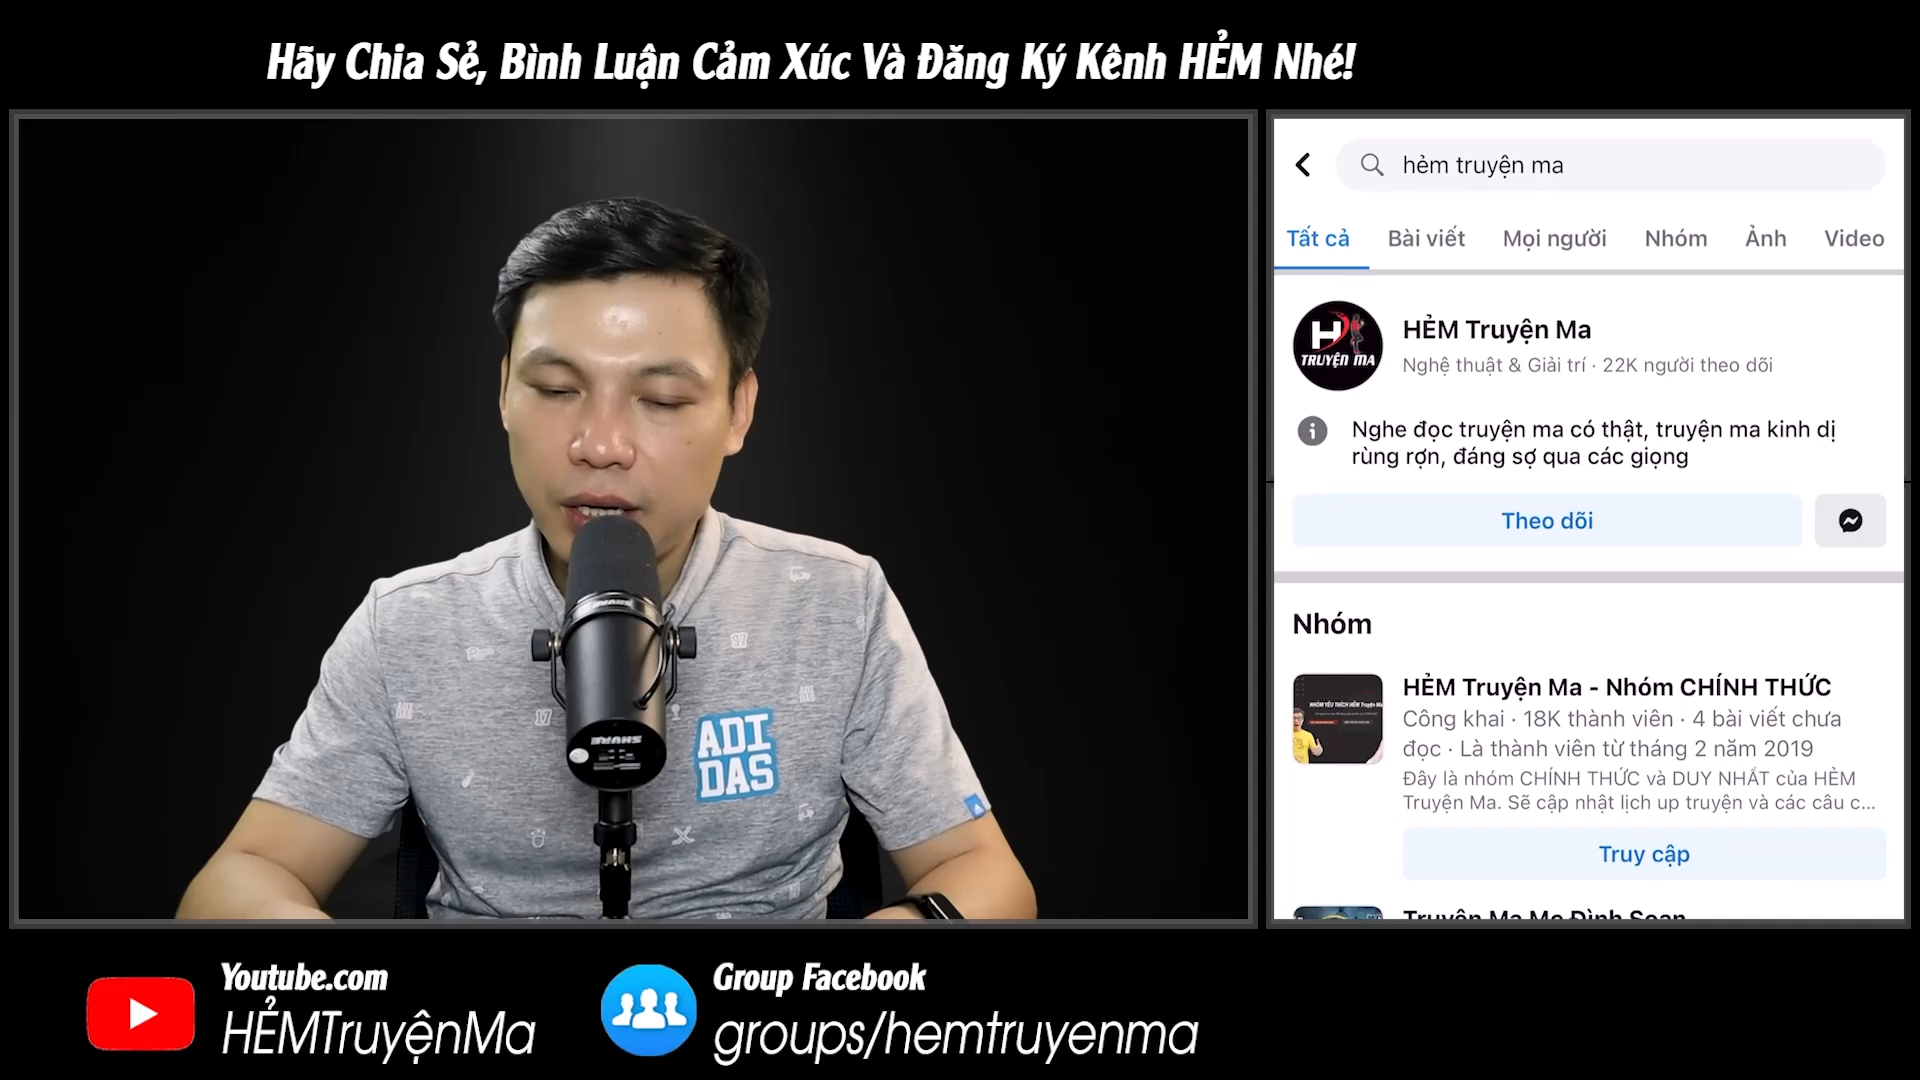 Hãy Chia Sẻ, Bình Luận Cảm Xúc Và Đăng Ký Kênh HẺM Nhé!
hẻm truyện ma
Tất cả Bài viết Mọi người Nhóm Ảnh Video
H
TRUYỆN MA
HẺM Truyện Ma
Nghệ thuật & Giải trí · 22K người theo dõi
Nghe đọc truyện ma có thật, truyện ma kinh dị
rùng rợn, đáng sợ qua các giọng
Theo dõi
Nhóm
HẺM Truyện Ma - Nhóm CHÍNH THỨC
Công khai · 18K thành viên · 4 bài viết chưa
đọc · Là thành viên từ tháng 2 năm 2019
Đây là nhóm CHÍNH THỨC và DUY NHẤT của HẺM
Truyện Ma. Sẽ cập nhật lịch up truyện và các câu c...
Truy cập
SHURE
ADI
DAS
Youtube.com
HẺMTruyệnMa
Group Facebook
groups/hemtruyenma